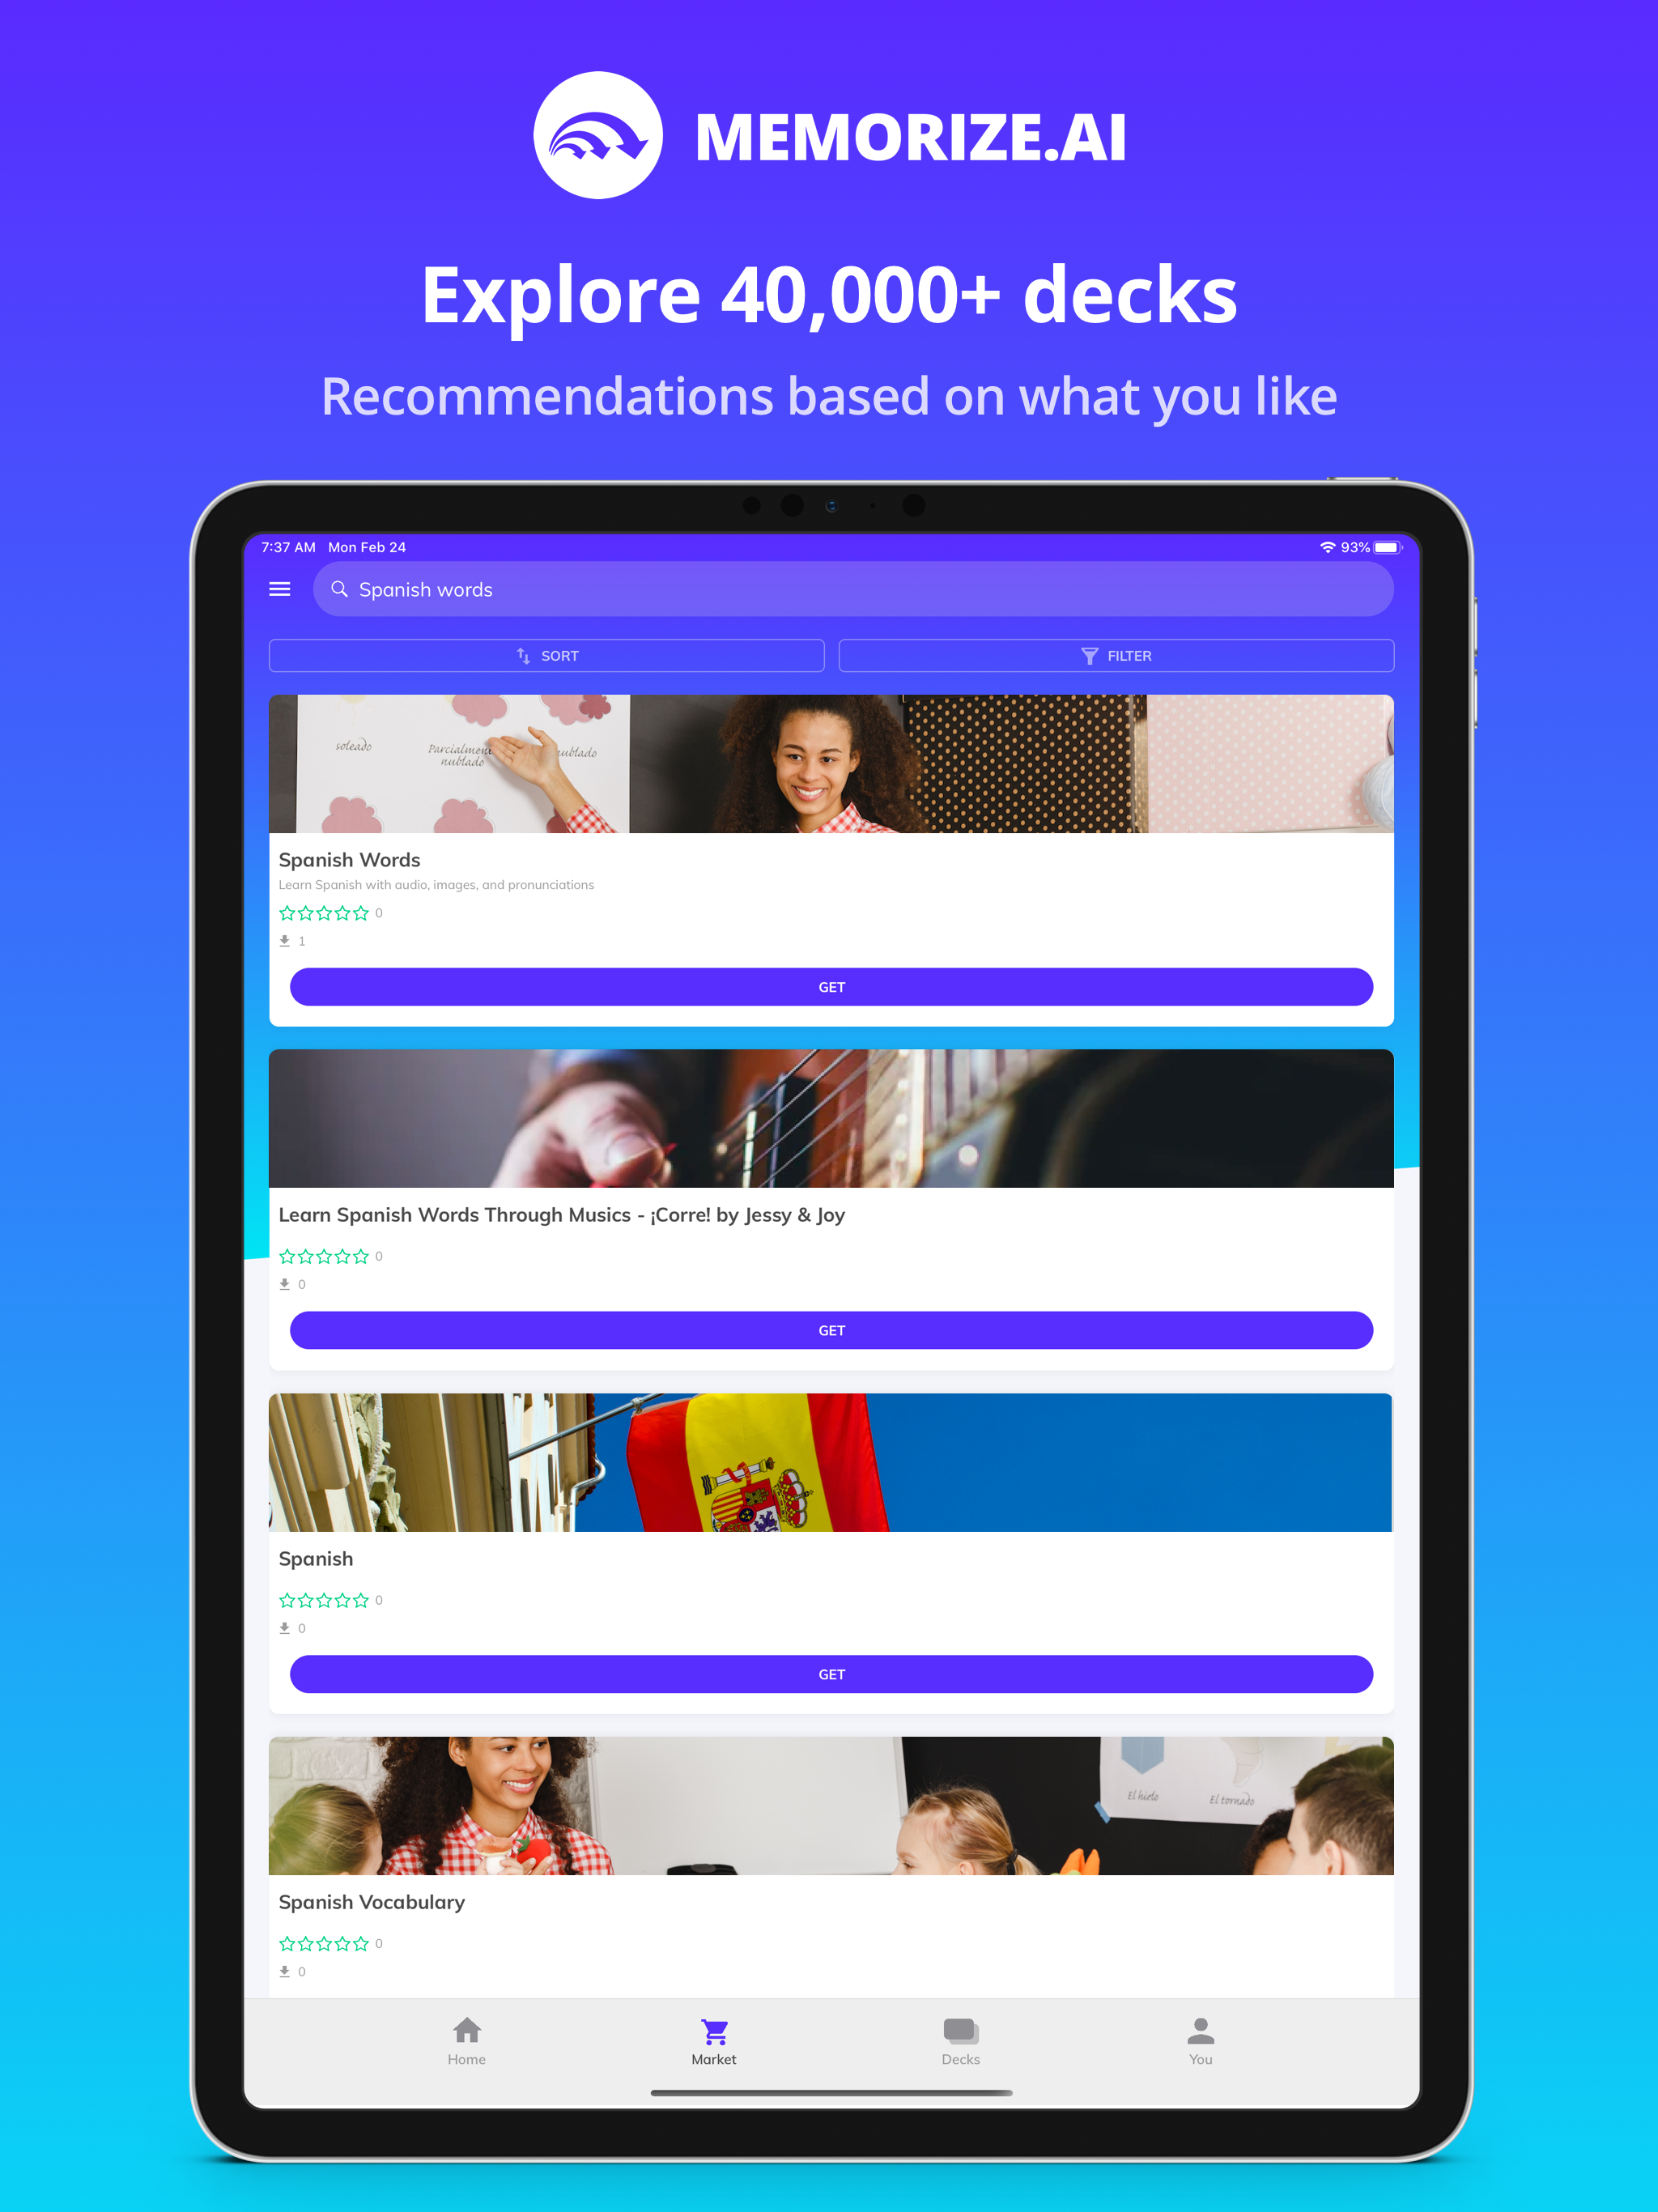 MEMORIZE.AI
Explore 40,000+ decks
Recommendations based on what you like
7:37 AM Mon Feb 24
93%
Spanish words
SORT
FILTER
soleado
Parcialmen
nublado
ublado
Spanish Words
Learn Spanish with audio, images, and pronunciations
0
1
GET
Learn Spanish Words Through Musics - ¡Corre! by Jessy & Joy
0
0
GET
Spanish
0
0
GET
El hielo
El tornado
Spanish Vocabulary
0
0
Home
Market
Decks
You